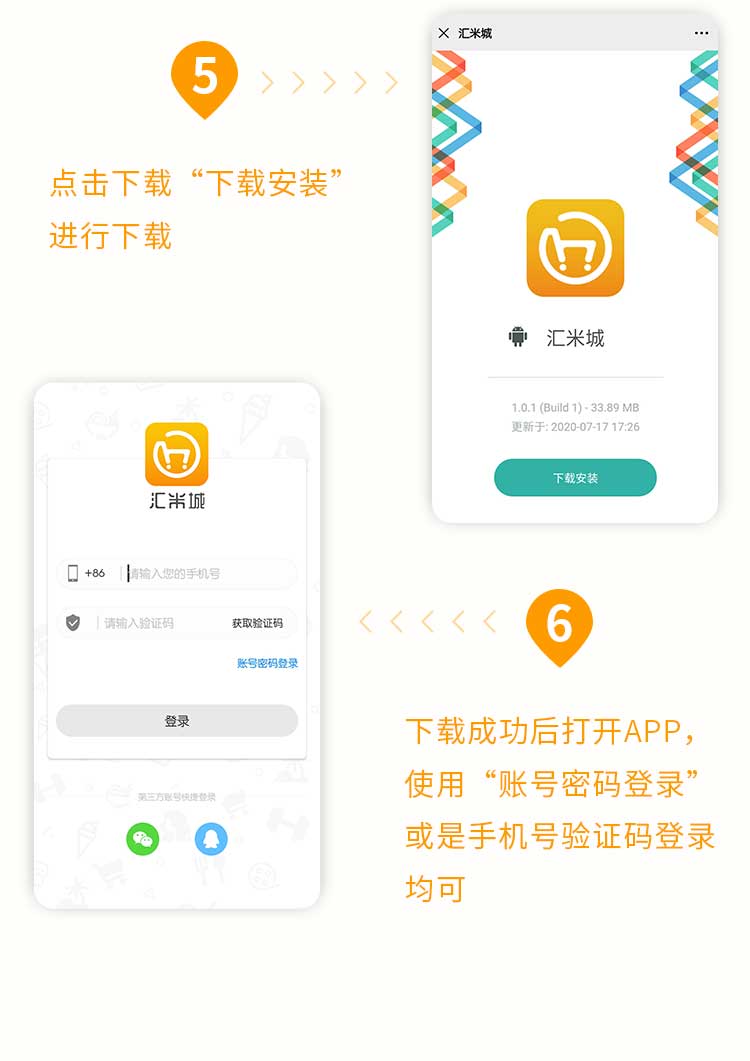 5
点击下载“下载安装”
进行下载
汇米城
汇米城
1.0.1 (Build 1) - 33.89 MB
更新于: 2020-07-17 17:26
下载安装
汇米城
+86
请输入您的手机号
请输入验证码
获取验证码
账号密码登录
登录
第三方账号快捷登录
6
下载成功后打开APP，
使用“账号密码登录”
或是手机号验证码登录
均可